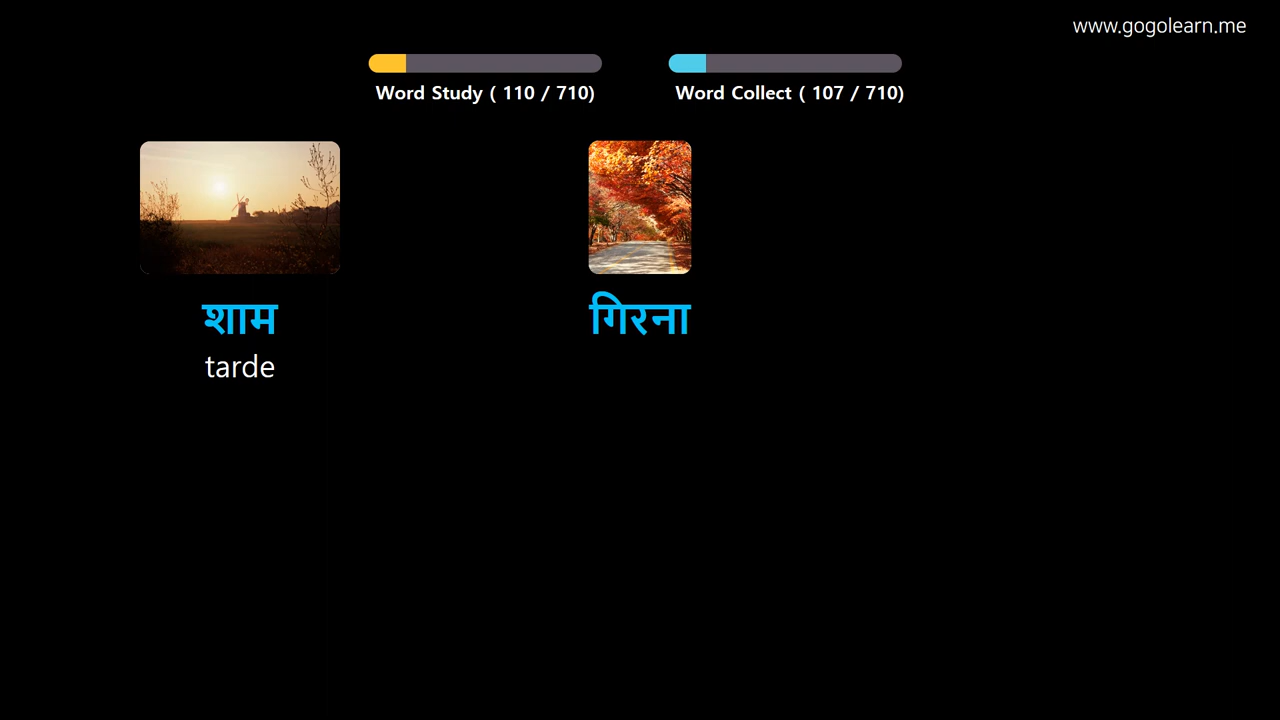 www.gogolearn.me
Word Study ( 110 / 710)
Word Collect ( 107 / 710)
शाम
गिरना
tarde